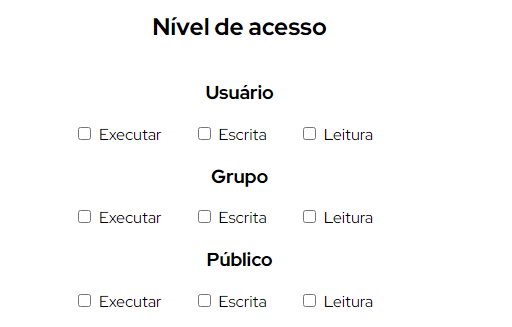 Nível de acesso
Usuário
Executar Escrita Leitura
Grupo
Executar Escrita Leitura
Público
Executar Escrita Leitura